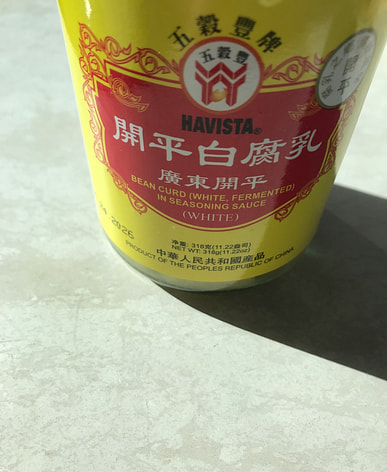 五穀豐牌
五穀豐
HAVISTA®
開平白腐乳
廣東開平
BEAN CURD (WHITE, FERMENTED)
IN SEASONING SAUCE
(WHITE)
2026
淨重: 318克(11.22盎司)
NET WT: 318g(11.22oz)
中華人民共和國產品
PRODUCT OF THE PEOPLES REPUBLIC OF CHINA